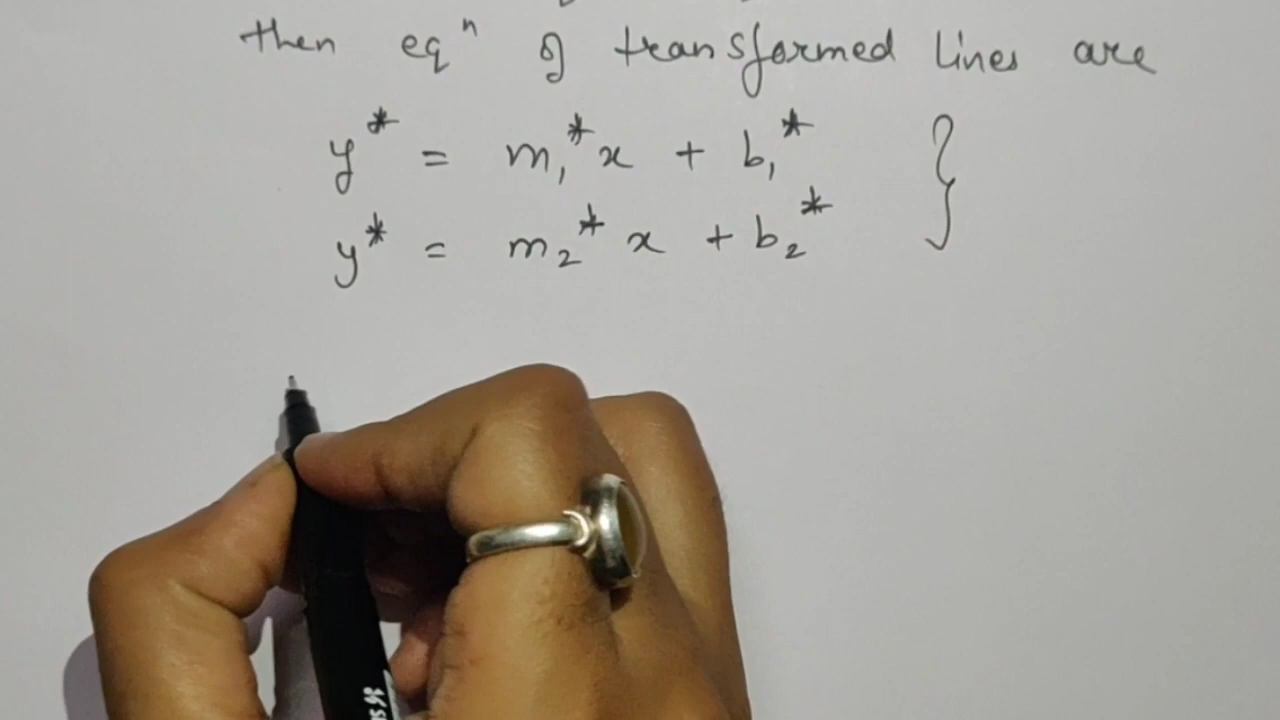 then eqⁿ of transformed lines are
y* = m₁* x + b₁*
y* = m₂* x + b₂*